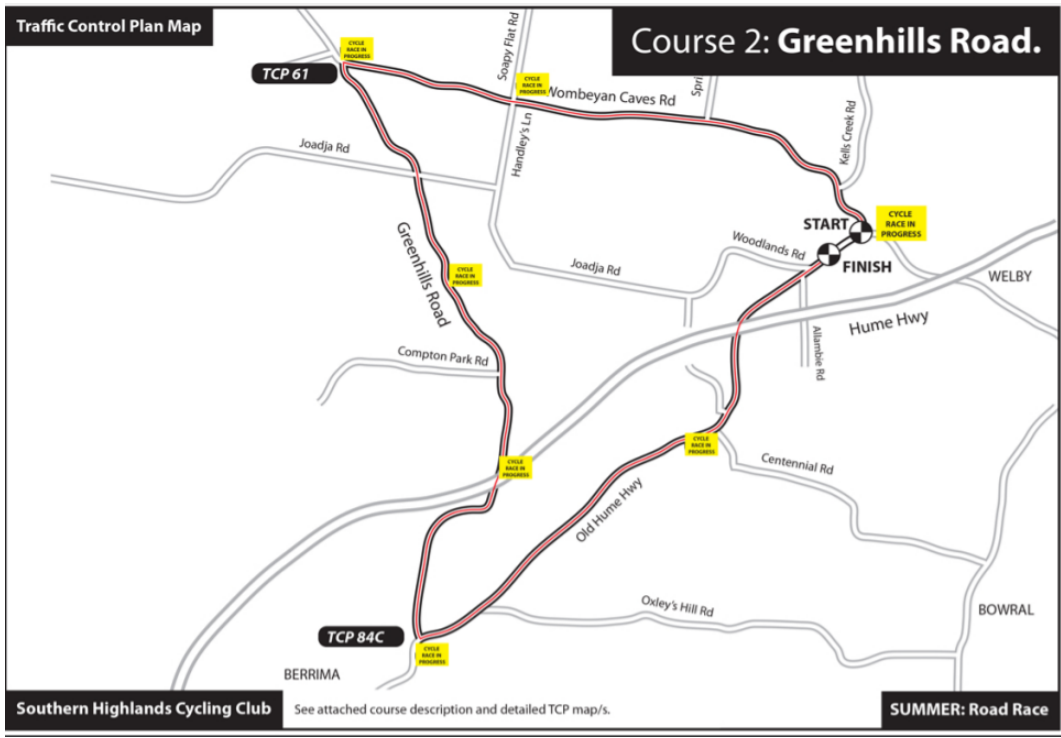 Traffic Control Plan Map
Course 2: Greenhills Road.
CYCLE
RACE IN
PROGRESS
TCP 61
Soapy Flat Rd
CYCLE
RACE IN
PROGRESS
Wombeyan Caves Rd
Kells Creek Rd
Joadja Rd
Handley's Ln
START
CYCLE
RACE IN
PROGRESS
Woodlands Rd
FINISH
Greenhills Road
CYCLE
RACE IN
PROGRESS
Joadja Rd
WELBY
Hume Hwy
Allambie Rd
Compton Park Rd
CYCLE
RACE IN
PROGRESS
CYCLE
RACE IN
PROGRESS
Centennial Rd
Old Hume Hwy
Oxley's Hill Rd
BOWRAL
TCP 84C
CYCLE
RACE IN
PROGRESS
BERRIMA
Southern Highlands Cycling Club
See attached course description and detailed TCP map/s.
SUMMER: Road Race